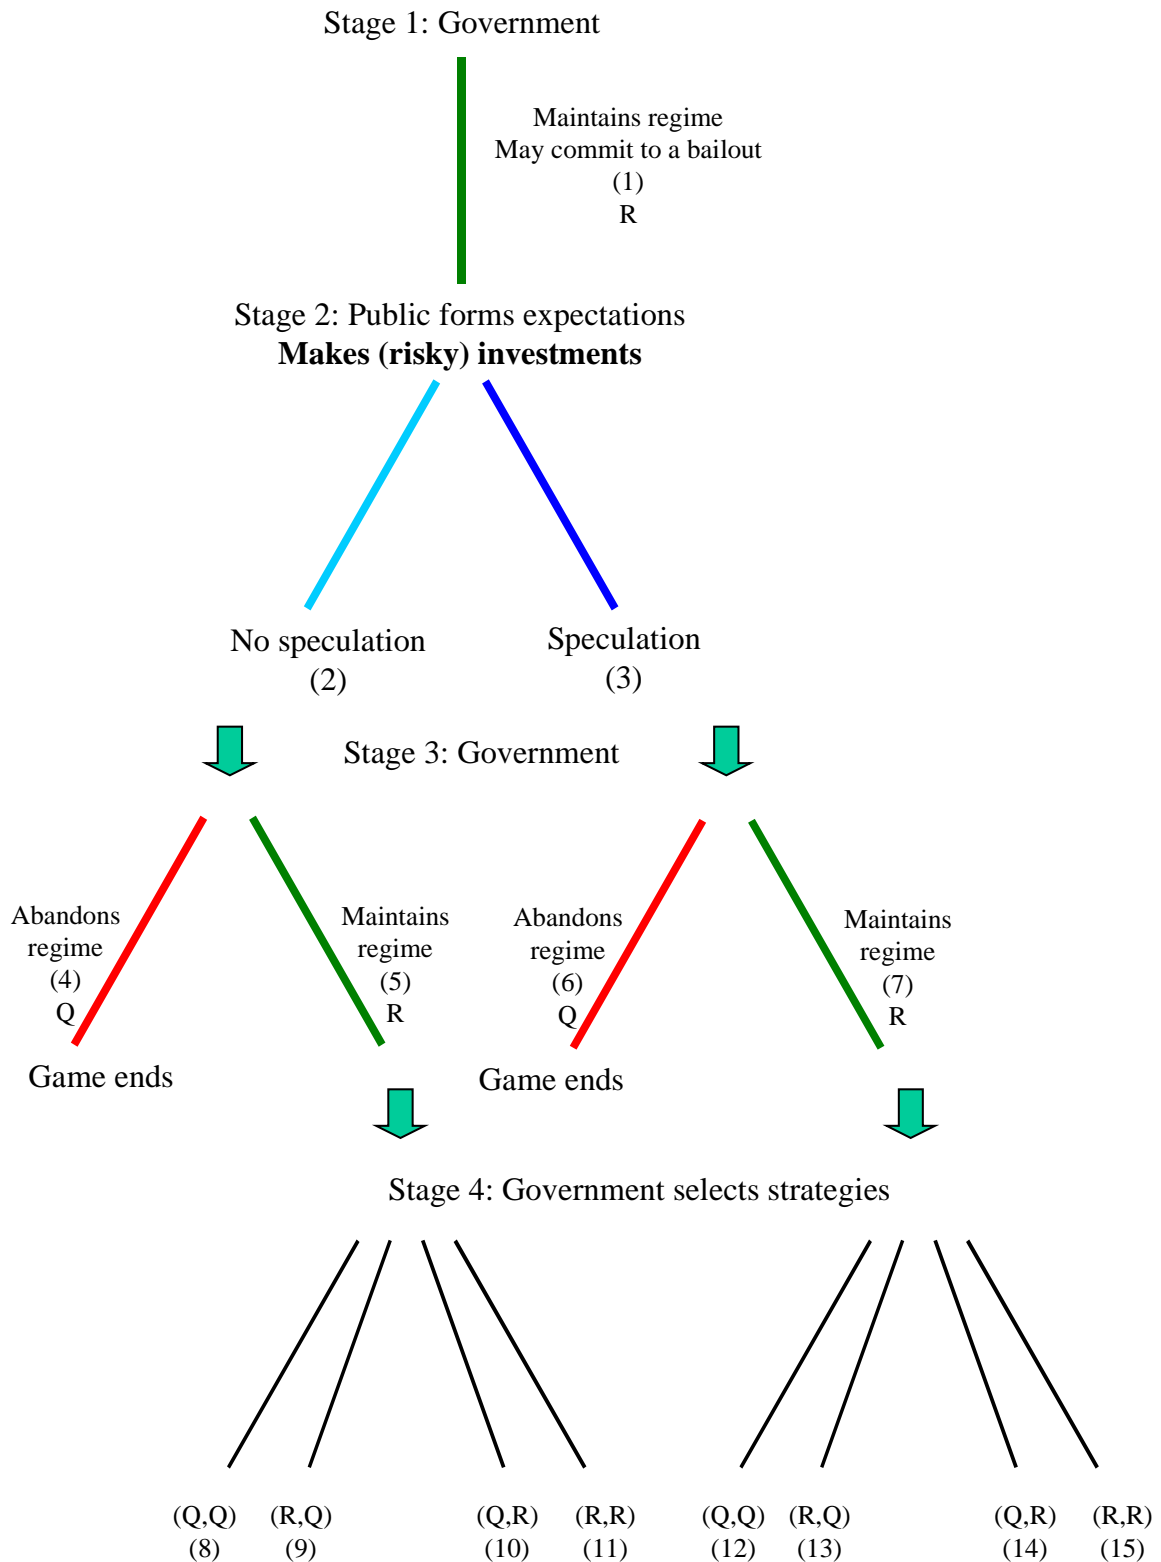 Stage 1: Government
Maintains regime
May commit to a bailout
(1)
R
Stage 2: Public forms expectations
Makes (risky) investments
No speculation
(2)
Speculation
(3)
Stage 3: Government
Abandons
regime
(4)
Q
Maintains
regime
(5)
R
Abandons
regime
(6)
Q
Maintains
regime
(7)
R
Game ends
Game ends
Stage 4: Government selects strategies
(Q,Q) (R,Q) (Q,R) (R,R) (Q,Q) (R,Q) (Q,R) (R,R)
(8) (9) (10) (11) (12) (13) (14) (15)